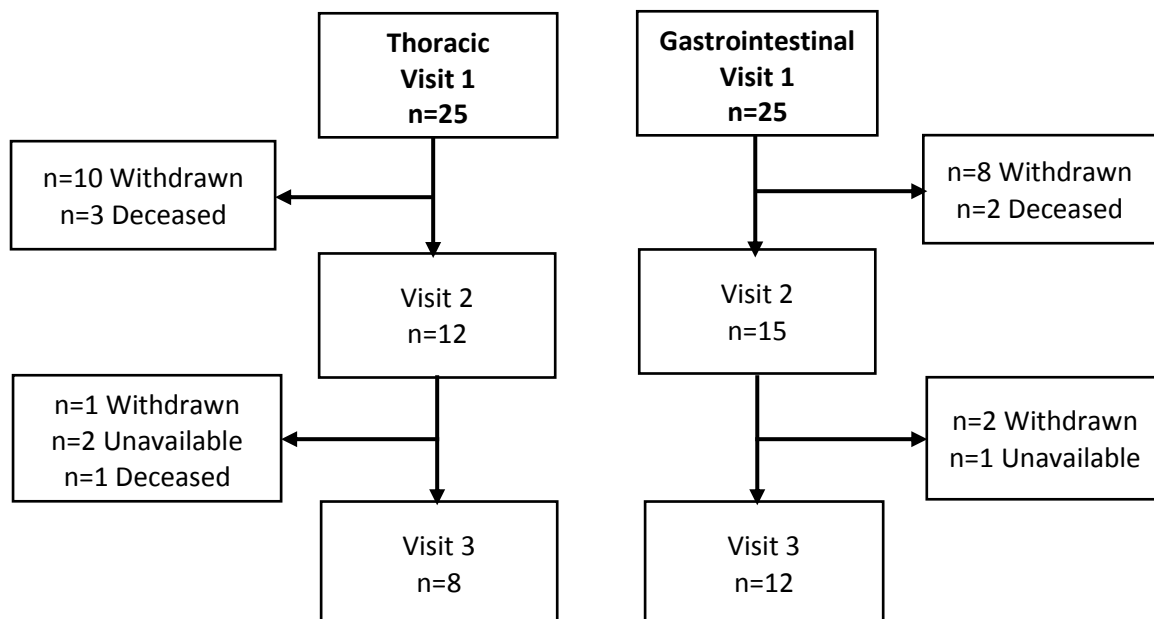 Thoracic
Visit 1
n=25
Gastrointestinal
Visit 1
n=25
n=10 Withdrawn
n=3 Deceased
n=8 Withdrawn
n=2 Deceased
Visit 2
n=12
Visit 2
n=15
n=1 Withdrawn
n=2 Unavailable
n=1 Deceased
n=2 Withdrawn
n=1 Unavailable
Visit 3
n=8
Visit 3
n=12